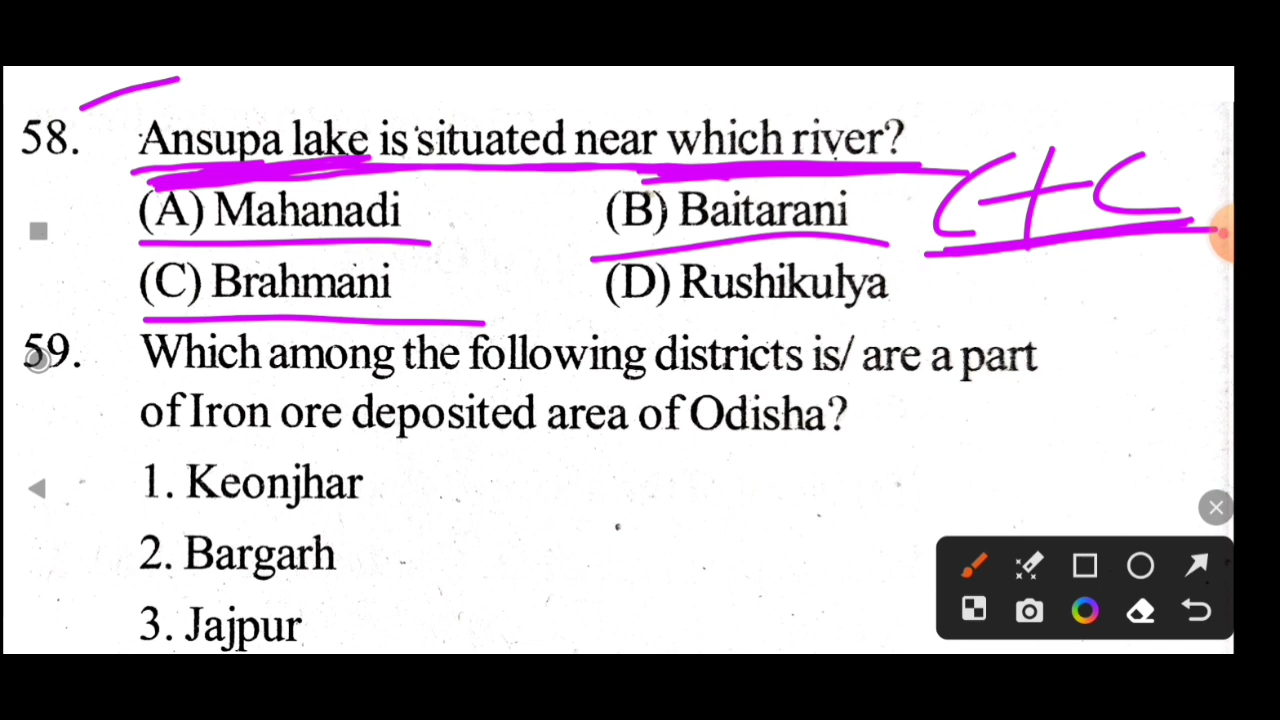 58. Ansupa lake is situated near which river?
(A) Mahanadi (B) Baitarani
(C) Brahmani (D) Rushikulya
59. Which among the following districts is/ are a part
of Iron ore deposited area of Odisha?
1. Keonjhar
2. Bargarh
3. Jajpur